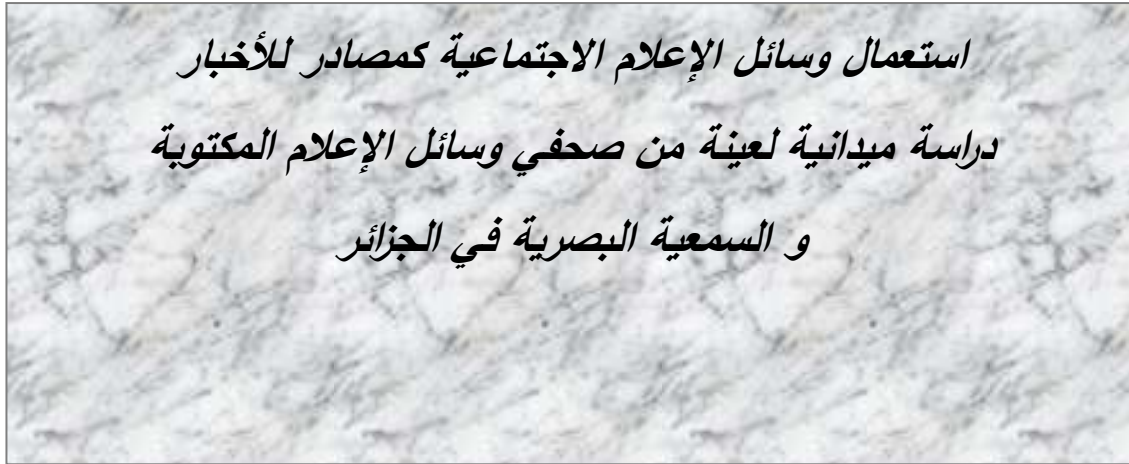 استعمال وسائل الإعلام الاجتماعية كمصادر للأخبار
دراسة ميدانية لعينة من صحفي وسائل الإعلام المكتوبة
و السمعية البصرية في الجزائر